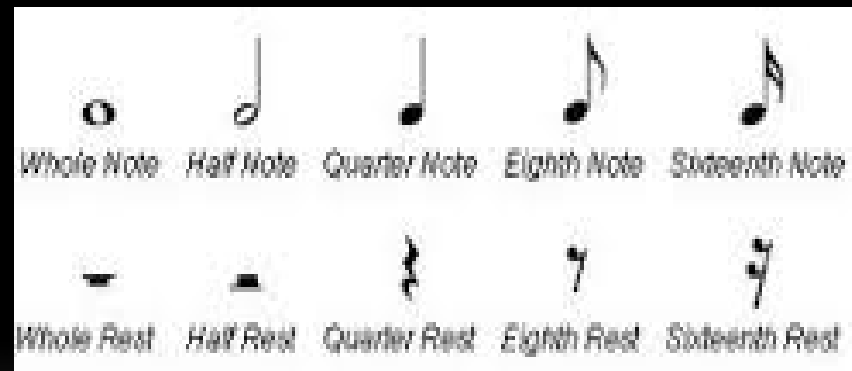 Whole Note Half Note Quarter Note Eighth Note Sixteenth Note
Whole Rest Half Rest Quarter Rest Eighth Rest Sixteenth Rest